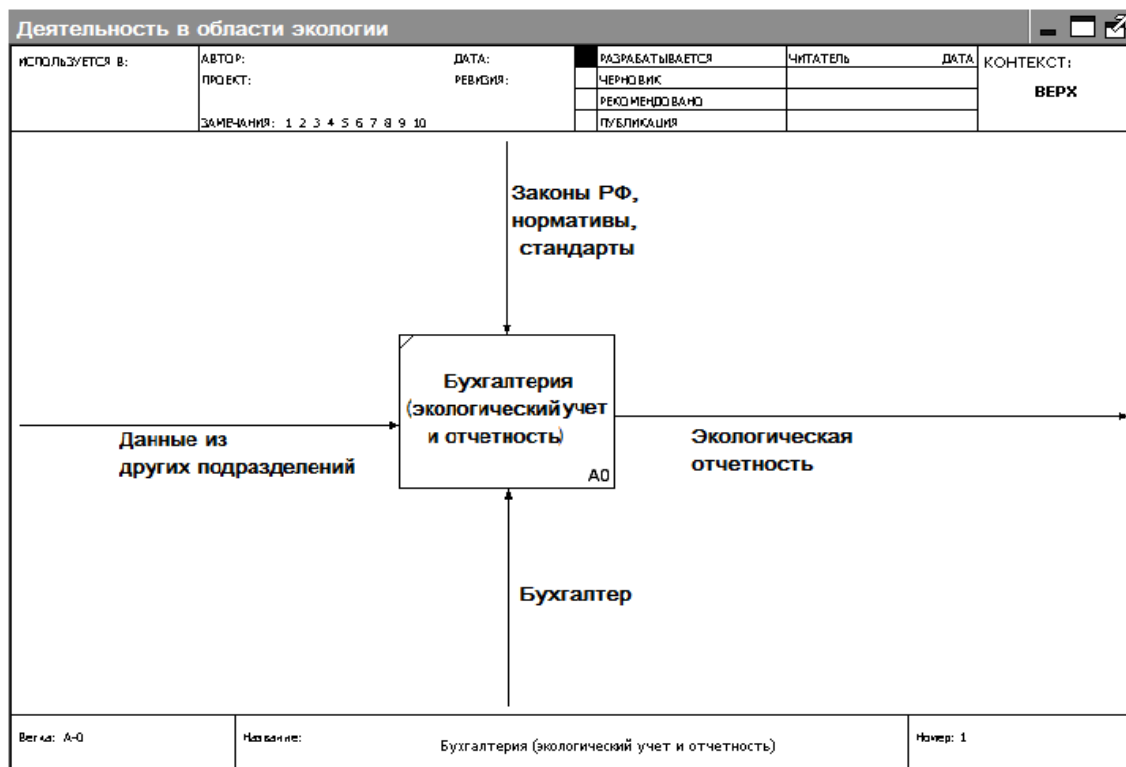 Деятельность в области экологии
ИСПОЛЬЗУЕТСЯ В:
АВТОР:
ДАТА:
ПРОЕКТ:
РЕВИЗИЯ:
ЗАМЕЧАНИЯ: 1 2 3 4 5 6 7 8 9 10
РАЗРАБАТЫВАЕТСЯ
ЧЕРНОВИК
РЕКОМЕНДОВАНО
ПУБЛИКАЦИЯ
ЧИТАТЕЛЬ
ДАТА
КОНТЕКСТ:
ВЕРХ
Законы РФ,
нормативы,
стандарты
Бухгалтерия
(экологический учет
и отчетность)
A0
Данные из
других подразделений
Экологическая
отчетность
Бухгалтер
Ветка: A-0
Название:
Бухгалтерия (экологический учет и отчетность)
Номер: 1